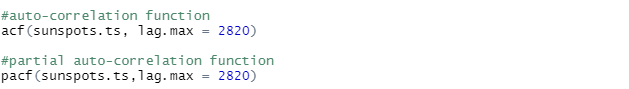 #auto-correlation function
acf(sunspots.ts, lag.max = 2820)
#partial auto-correlation function
pacf(sunspots.ts,lag.max = 2820)